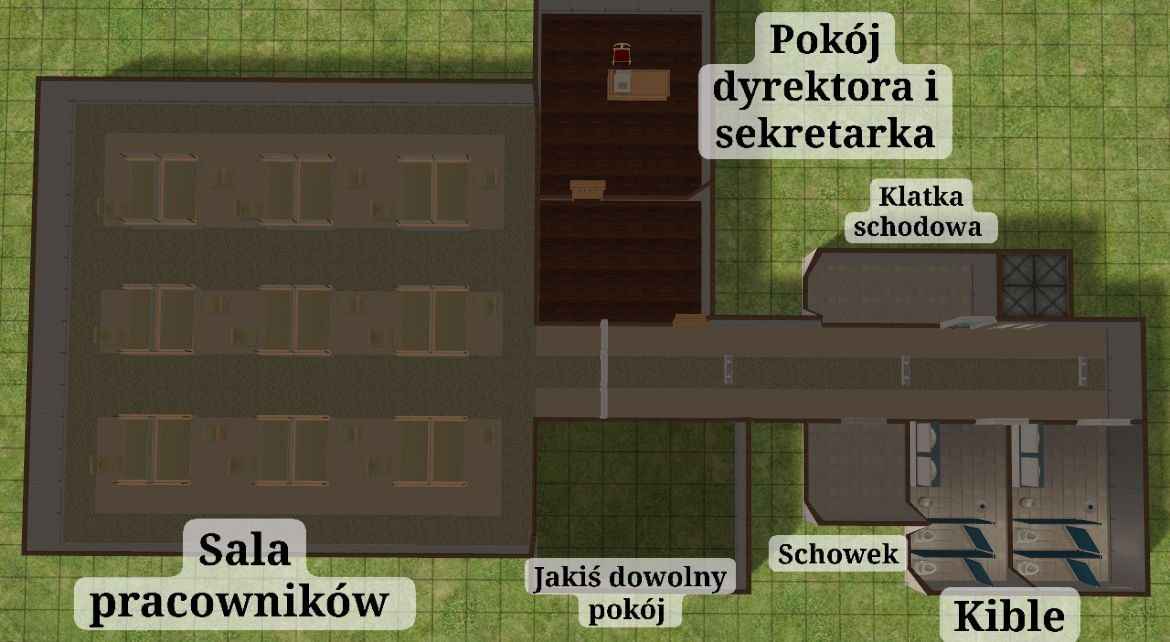 Pokój
dyrektora i
sekretarka
Klatka
schodowa
Sala
pracowników
Jakiś dowolny
pokój
Schowek
Kible